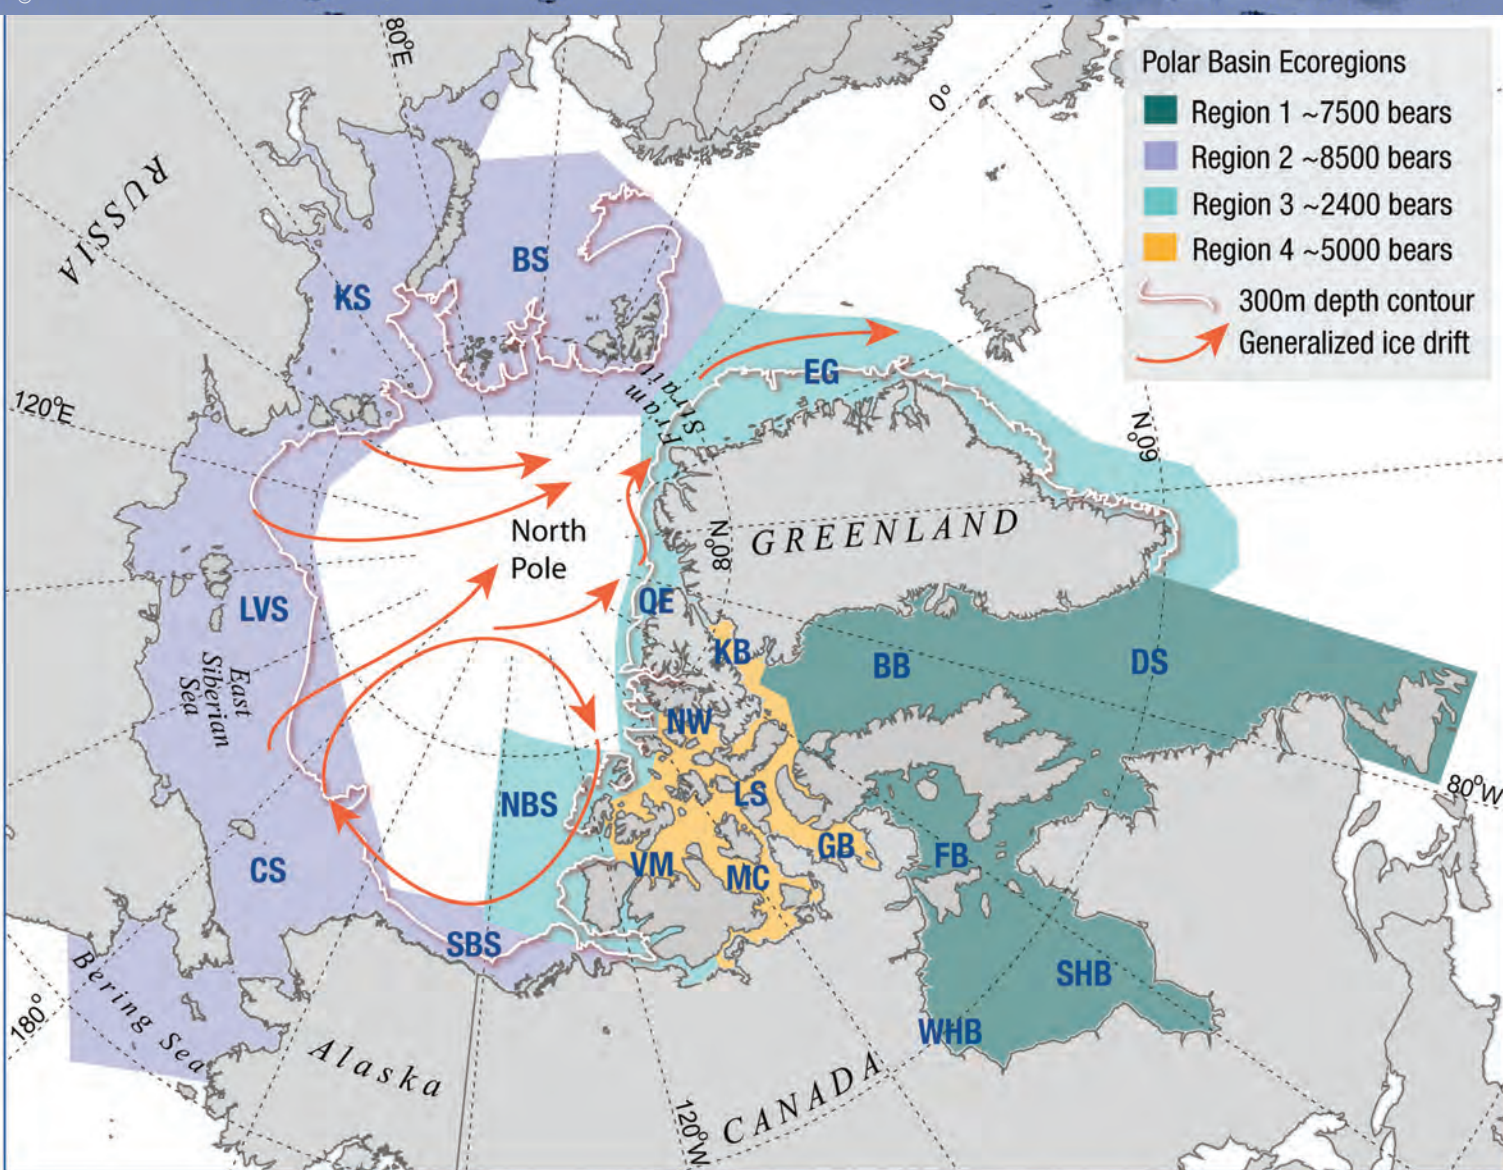 Polar Basin Ecoregions
Region 1 ~7500 bears
Region 2 ~8500 bears
Region 3 ~2400 bears
Region 4 ~5000 bears
300m depth contour
Generalized ice drift
80°E
0°
RUSSIA
BS
KS
EG
Fram
Strait
120°E
60°N
North
Pole
80°N
GREENLAND
LVS
QE
KB
BB
DS
East
Siberian
Sea
NW
80°W
NBS
LS
GB
FB
VM
MC
CS
SBS
SHB
Bering Sea
180°
WHB
Alaska
CANADA
120°W